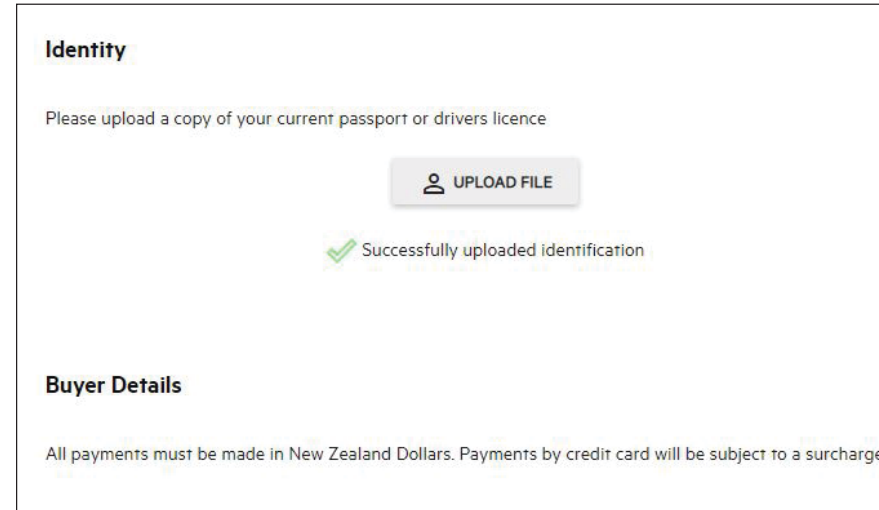 Identity
Please upload a copy of your current passport or drivers licence
UPLOAD FILE
Successfully uploaded identification
Buyer Details
All payments must be made in New Zealand Dollars. Payments by credit card will be subject to a surcharge